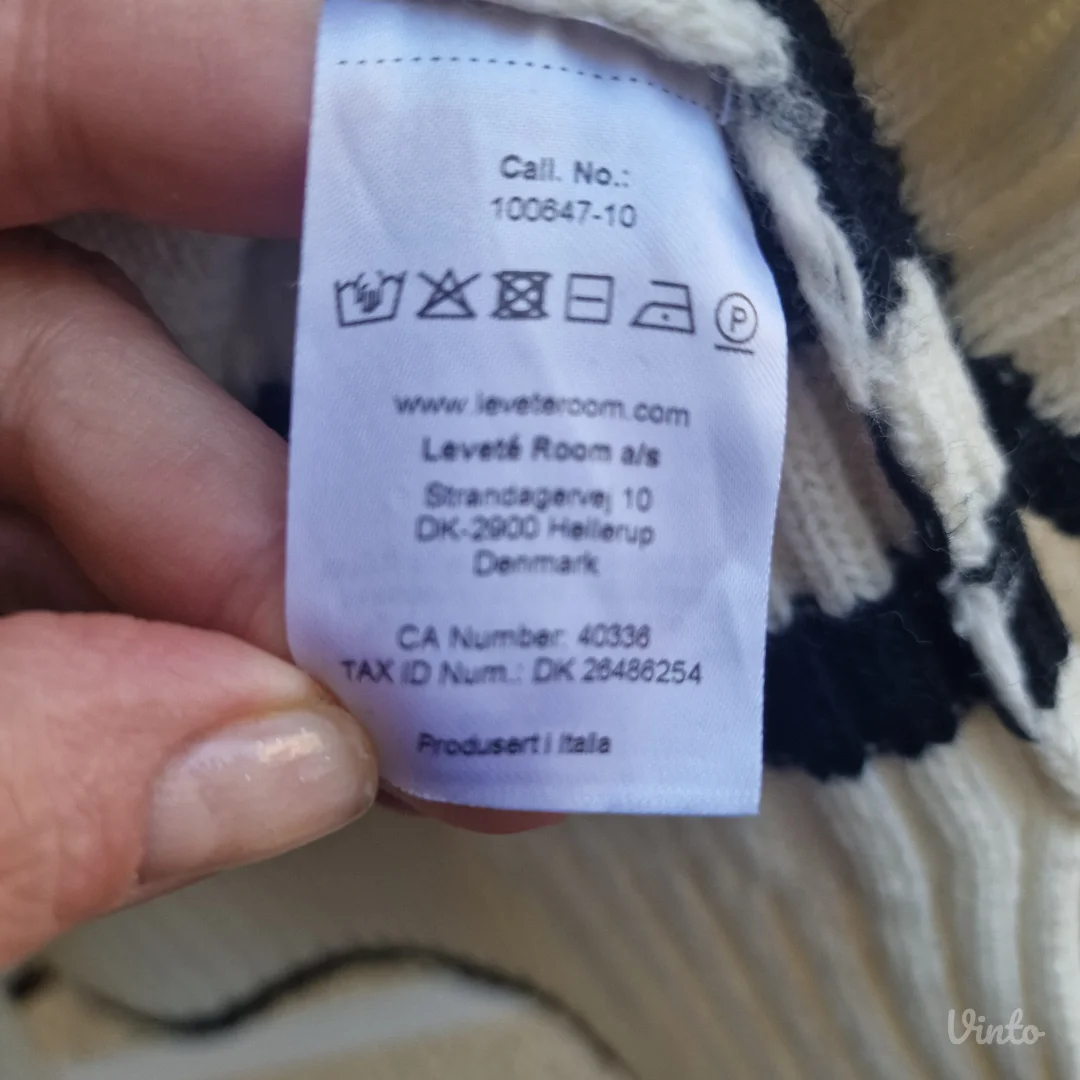 Call. No.:
100647-10
P
www.leveteroom.com
Leveté Room a/s
Strandagervej 10
DK-2900 Hellerup
Denmark
CA Number: 40336
TAX ID Num.: DK 26486254
Produsert i Italia
Vinto